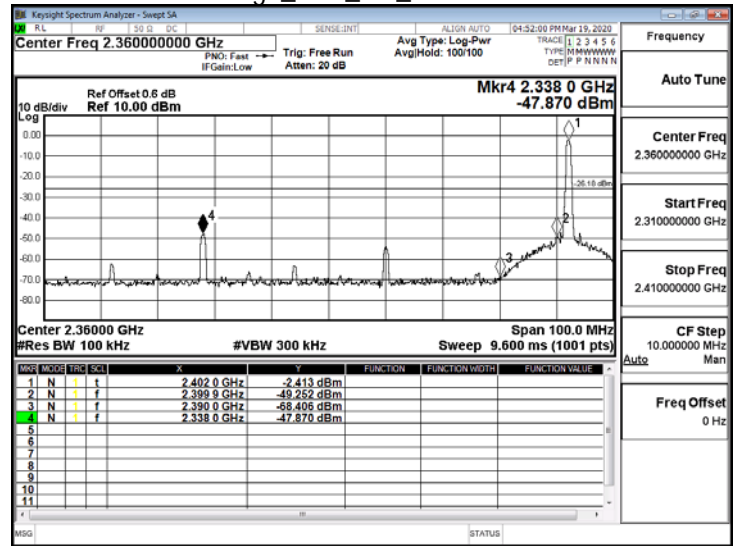 Keysight Spectrum Analyzer - Swept SA
RL RF 50 Ω DC SENSE:INT ALIGN AUTO 04:52:00 PM Mar 19, 2020
Center Freq 2.360000000 GHz
PNO: Fast
IFGain:Low
Trig: Free Run
Atten: 20 dB
Avg Type: Log-Pwr
Avg|Hold: 100/100
TRACE 1 2 3 4 5 6
TYPE MWWWWW
DET P P N N N N
Frequency
Mkr4 2.338 0 GHz
-47.870 dBm
Ref Offset 0.6 dB
10 dB/div Ref 10.00 dBm
Log
0.00
-10.0
-20.0
-30.0
-40.0
-50.0
-60.0
-70.0
-80.0
1
-26.18 dBm
2
3
4
Center 2.36000 GHz Span 100.0 MHz
#Res BW 100 kHz #VBW 300 kHz Sweep 9.600 ms (1001 pts)
MKR MODE TRC SCL X Y FUNCTION FUNCTION WIDTH FUNCTION VALUE
1 N 1 t 2.402 0 GHz -2.413 dBm
2 N 1 f 2.399 9 GHz -49.252 dBm
3 N 1 f 2.390 0 GHz -68.406 dBm
4 N 1 f 2.338 0 GHz -47.870 dBm
5
6
7
8
9
10
11
MSG STATUS
Auto Tune
Center Freq
2.360000000 GHz
Start Freq
2.310000000 GHz
Stop Freq
2.410000000 GHz
CF Step
10.000000 MHz
Auto Man
Freq Offset
0 Hz